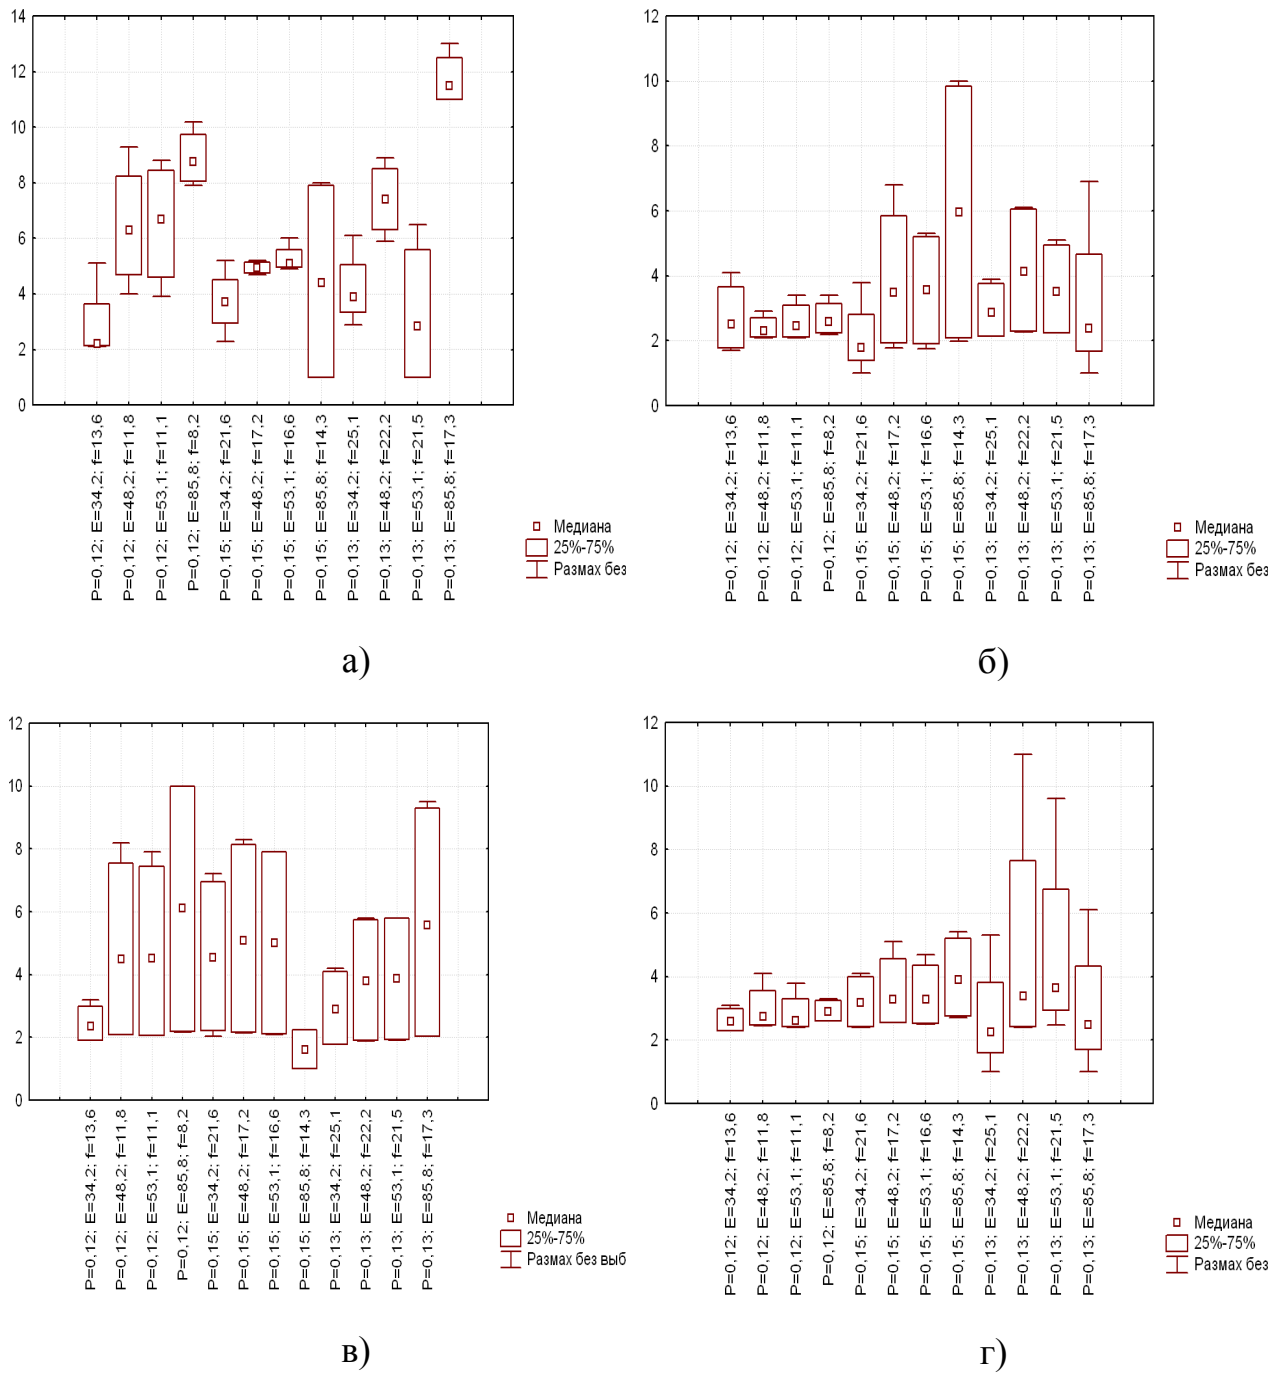 14
12
10
8
6
4
2
0
P=0,12; E=34,2; f=13,6
P=0,12; E=48,2; f=11,8
P=0,12; E=53,1; f=11,1
P=0,12; E=85,8; f=8,2
P=0,15; E=34,2; f=21,6
P=0,15; E=48,2; f=17,2
P=0,15; E=53,1; f=16,6
P=0,15; E=85,8; f=14,3
P=0,13; E=34,2; f=25,1
P=0,13; E=48,2; f=22,2
P=0,13; E=53,1; f=21,5
P=0,13; E=85,8; f=17,3
Медиана
25%-75%
Размах без
а)
12
10
8
6
4
2
0
P=0,12; E=34,2; f=13,6
P=0,12; E=48,2; f=11,8
P=0,12; E=53,1; f=11,1
P=0,12; E=85,8; f=8,2
P=0,15; E=34,2; f=21,6
P=0,15; E=48,2; f=17,2
P=0,15; E=53,1; f=16,6
P=0,15; E=85,8; f=14,3
P=0,13; E=34,2; f=25,1
P=0,13; E=48,2; f=22,2
P=0,13; E=53,1; f=21,5
P=0,13; E=85,8; f=17,3
Медиана
25%-75%
Размах без
б)
12
10
8
6
4
2
0
P=0,12; E=34,2; f=13,6
P=0,12; E=48,2; f=11,8
P=0,12; E=53,1; f=11,1
P=0,12; E=85,8; f=8,2
P=0,15; E=34,2; f=21,6
P=0,15; E=48,2; f=17,2
P=0,15; E=53,1; f=16,6
P=0,15; E=85,8; f=14,3
P=0,13; E=34,2; f=25,1
P=0,13; E=48,2; f=22,2
P=0,13; E=53,1; f=21,5
P=0,13; E=85,8; f=17,3
Медиана
25%-75%
Размах без выб
в)
12
10
8
6
4
2
0
P=0,12; E=34,2; f=13,6
P=0,12; E=48,2; f=11,8
P=0,12; E=53,1; f=11,1
P=0,12; E=85,8; f=8,2
P=0,15; E=34,2; f=21,6
P=0,15; E=48,2; f=17,2
P=0,15; E=53,1; f=16,6
P=0,15; E=85,8; f=14,3
P=0,13; E=34,2; f=25,1
P=0,13; E=48,2; f=22,2
P=0,13; E=53,1; f=21,5
P=0,13; E=85,8; f=17,3
Медиана
25%-75%
Размах без
г)